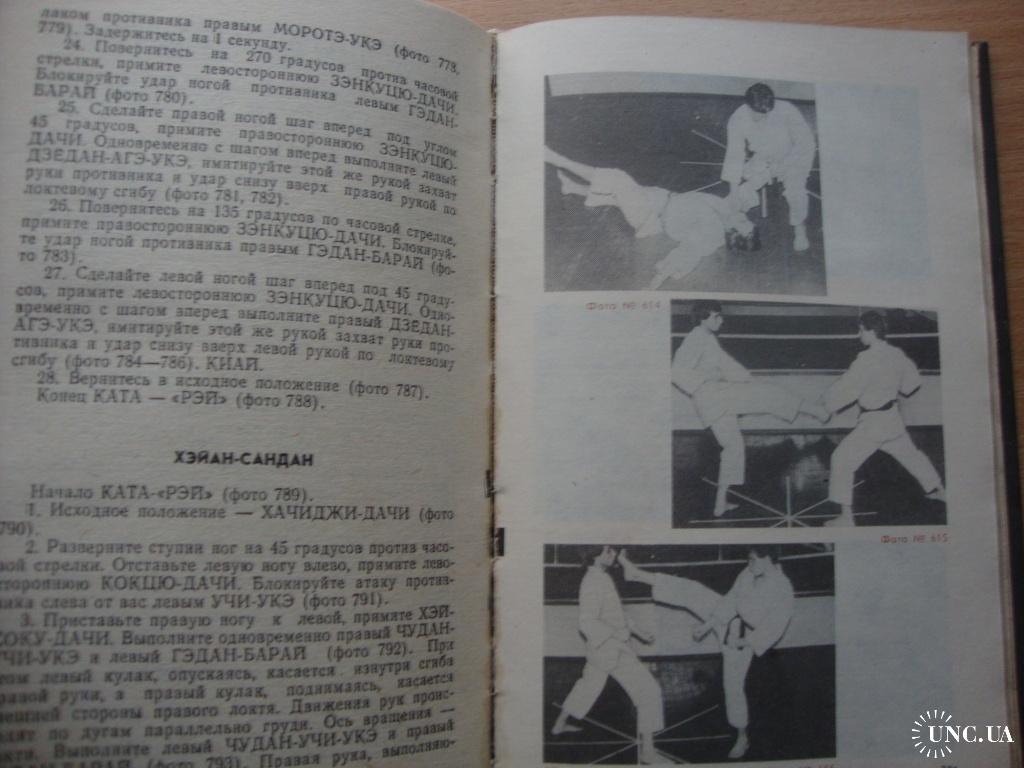 лаком противника правым МОРОТЭ-УКЭ (фото 778,
779). Задержитесь на 1 секунду.
24. Повернитесь на 270 градусов против часовой
стрелки, примите левостороннюю ЗЭНКУЦЮ-ДАЧИ.
Блокируйте удар ногой противника левым ГЭДАН-
БАРАЙ (фото 780).
25. Сделайте правой ногой шаг вперед под углом
45 градусов, примите правостороннюю ЗЭНКУЦЮ-
ДАЧИ. Одновременно с шагом вперед выполните левый
ДЗЕДАН-АГЭ-УКЭ, имитируйте этой же рукой захват
руки противника и удар снизу вверх правой рукой по
локтевому сгибу (фото 781, 782).
26. Повернитесь на 135 градусов по часовой стрелке,
примите правостороннюю ЗЭНКУЦЮ-ДАЧИ. Блокируй-
те удар ногой противника правым ГЭДАН-БАРАЙ (фо-
то 783).
27. Сделайте левой ногой шаг вперед под 45 граду-
сов, примите левостороннюю ЗЭНКУЦЮ-ДАЧИ. Одно-
временно с шагом вперед выполните правый ДЗЕДАН-
АГЭ-УКЭ, имитируйте этой же рукой захват руки про-
тивника и удар снизу вверх левой рукой по локтевому
сгибу (фото 784—786). КИАЙ.
28. Вернитесь в исходное положение (фото 787).
Конец КАТА — «РЭЙ» (фото 788).
ХЭЙАН-САНДАН
Начало КАТА-«РЭЙ» (фото 789).
1. Исходное положение — ХАЧИДЖИ-ДАЧИ (фото
790).
2. Разверните ступни ног на 45 градусов против часо-
вой стрелки. Отставьте левую ногу влево, примите лево-
стороннюю КОКЦЮ-ДАЧИ. Блокируйте атаку против-
ника слева от вас левым УЧИ-УКЭ (фото 791).
3. Приставьте правую ногу к левой, примите ХЭЙ-
СОКУ-ДАЧИ. Выполните одновременно правый ЧУДАН-
УЧИ-УКЭ и левый ГЭДАН-БАРАЙ (фото 792). При
этом левый кулак, опускаясь, касается изнутри сгиба
правой руки, а правый кулак, поднимаясь, касается
внешней стороны правого локтя. Движения рук проис-
ходят по дугам параллельно груди. Ось вращения —
локти. Выполните левый ЧУДАН-УЧИ-УКЭ и правый
(фото 793). Правая рука, выполняю-
Фото № 614
Фото № 615
UNC.UA